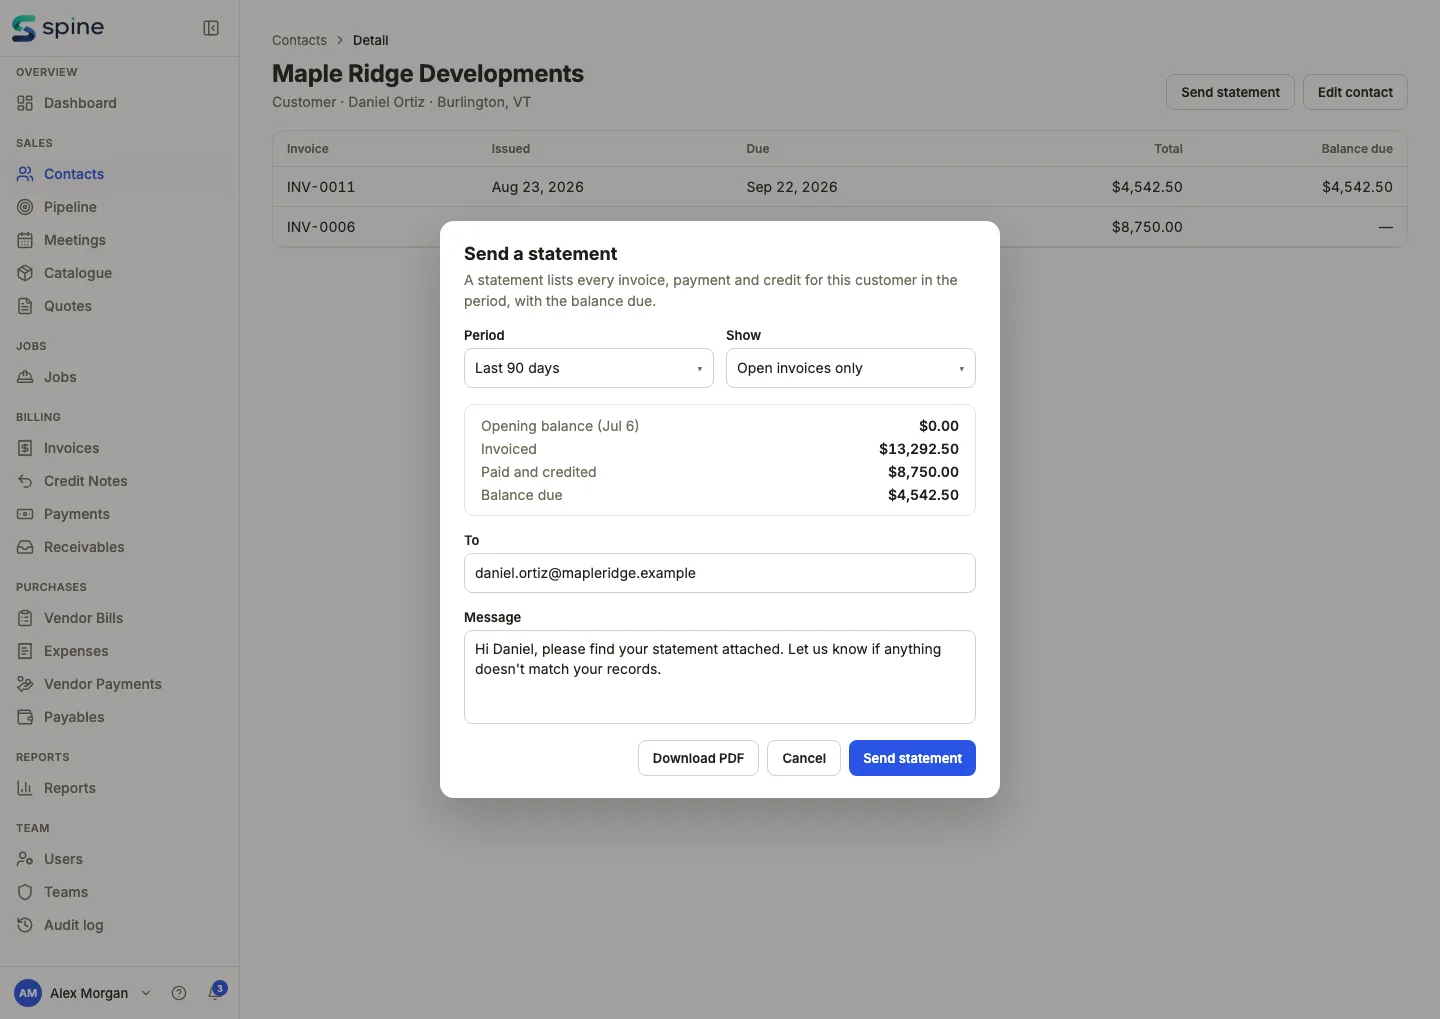 spine
OVERVIEW
Dashboard
SALES
Contacts
Pipeline
Meetings
Catalogue
Quotes
JOBS
Jobs
BILLING
Invoices
Credit Notes
Payments
Receivables
PURCHASES
Vendor Bills
Expenses
Vendor Payments
Payables
REPORTS
Reports
TEAM
Users
Teams
Audit log
AM Alex Morgan 3
Contacts > Detail
Maple Ridge Developments
Customer · Daniel Ortiz · Burlington, VT
Send statement Edit contact
Invoice Issued Due Total Balance due
INV-0011 Aug 23, 2026 Sep 22, 2026 $4,542.50 $4,542.50
INV-0006 $8,750.00 —
Send a statement
A statement lists every invoice, payment and credit for this customer in the
period, with the balance due.
Period Show
Last 90 days Open invoices only
Opening balance (Jul 6) $0.00
Invoiced $13,292.50
Paid and credited $8,750.00
Balance due $4,542.50
To
daniel.ortiz@mapleridge.example
Message
Hi Daniel, please find your statement attached. Let us know if anything
doesn't match your records.
Download PDF Cancel Send statement